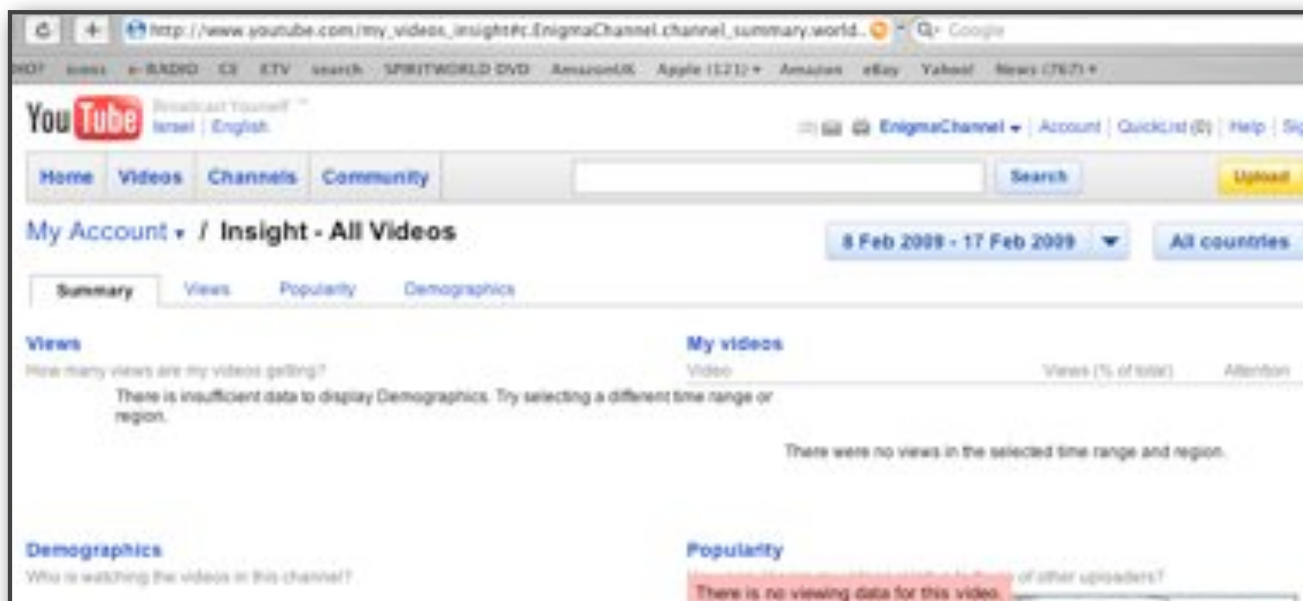 http://www.youtube.com/my_videos_insight#c.EnigmaChannel.channel_summary.world.. Google
e-RADIO CE ETV search SPIRITWORLD DVD AmazonUK Apple (121) Amazon eBay Yahoo! News (767)
YouTube Broadcast Yourself ™
Israel | English
EnigmaChannel | Account | QuickList (0) | Help | Sig
Home Videos Channels Community Search Upload
My Account / Insight - All Videos
8 Feb 2009 - 17 Feb 2009 All countries
Summary Views Popularity Demographics
Views
How many views are my videos getting?
There is insufficient data to display Demographics. Try selecting a different time range or
region.
My videos
Video Views (% of total) Attention
There were no views in the selected time range and region.
Demographics
Who is watching the videos in this channel?
Popularity
of other uploaders?
There is no viewing data for this video.